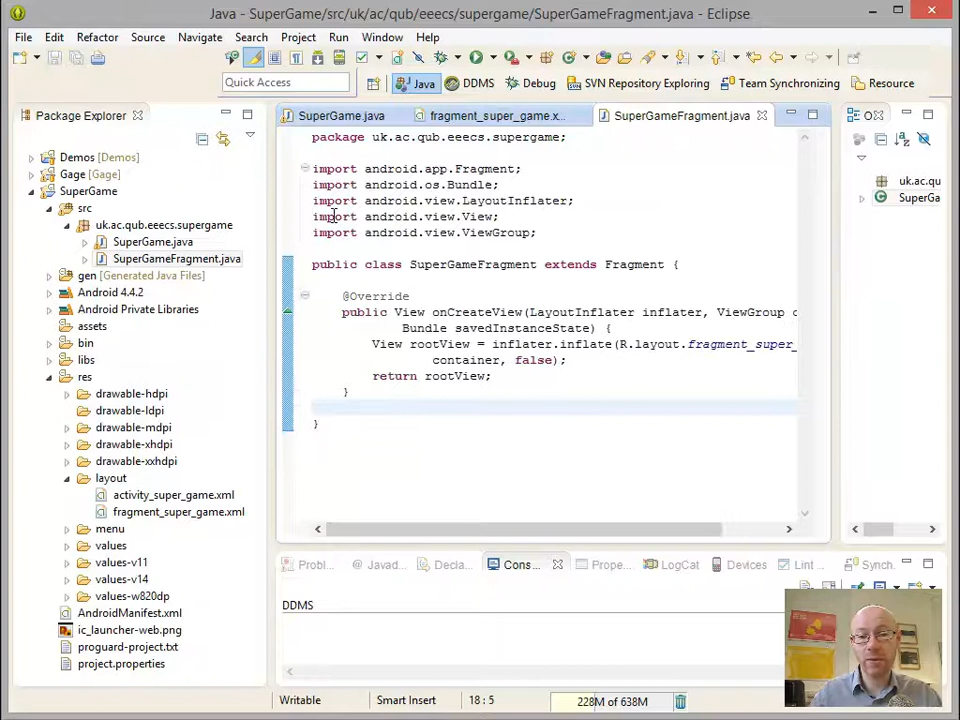 Java - SuperGame/src/uk/ac/qub/eeecs/supergame/SuperGameFragment.java - Eclipse
File Edit Refactor Source Navigate Search Project Run Window Help
Quick Access
Java DDMS Debug SVN Repository Exploring Team Synchronizing Resource
Package Explorer
SuperGame.java fragment_super_game.x... SuperGameFragment.java
Demos [Demos]
Gage [Gage]
SuperGame
src
uk.ac.qub.eeecs.supergame
SuperGame.java
SuperGameFragment.java
gen [Generated Java Files]
Android 4.4.2
Android Private Libraries
assets
bin
libs
res
drawable-hdpi
drawable-ldpi
drawable-mdpi
drawable-xhdpi
drawable-xxhdpi
layout
activity_super_game.xml
fragment_super_game.xml
menu
values
values-v11
values-v14
values-w820dp
AndroidManifest.xml
ic_launcher-web.png
proguard-project.txt
project.properties
package uk.ac.qub.eeecs.supergame;
import android.app.Fragment;
import android.os.Bundle;
import android.view.LayoutInflater;
import android.view.View;
import android.view.ViewGroup;
public class SuperGameFragment extends Fragment {
@Override
public View onCreateView(LayoutInflater inflater, ViewGroup c
Bundle savedInstanceState) {
View rootView = inflater.inflate(R.layout.fragment_super_
container, false);
return rootView;
}
}
O
uk.ac.qu
SuperGa
Probl... @ Javad... Decla... Cons... Prope... LogCat Devices Lint ... Synch.
DDMS
Writable Smart Insert 18 : 5 228M of 638M